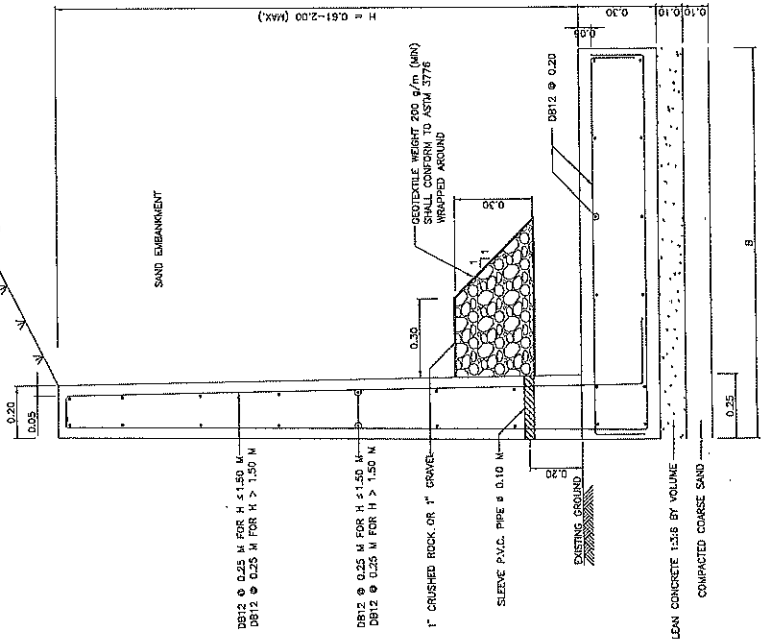 0.20
0.05
SAND EMBANKMENT
H = 0.61-2.00 (MAX.)
DB12 @ 0.25 M FOR H ≤ 1.50 M
DB12 @ 0.25 M FOR H > 1.50 M
DB12 @ 0.25 M FOR H ≤ 1.50 M
DB12 @ 0.25 M FOR H > 1.50 M
1" CRUSHED ROCK OR 1" GRAVEL
0.30
1
1
0.30
GEOTEXTILE WEIGHT 200 g/m (MIN)
SHALL CONFORM TO ASTM 3776
WRAPPED AROUND
SLEEVE P.V.C. PIPE ø 0.10 M
0.20
EXISTING GROUND
0.05
0.30
DB12 @ 0.20
0.10
0.10
LEAN CONCRETE 1:3:6 BY VOLUME
COMPACTED COARSE SAND
0.25
B